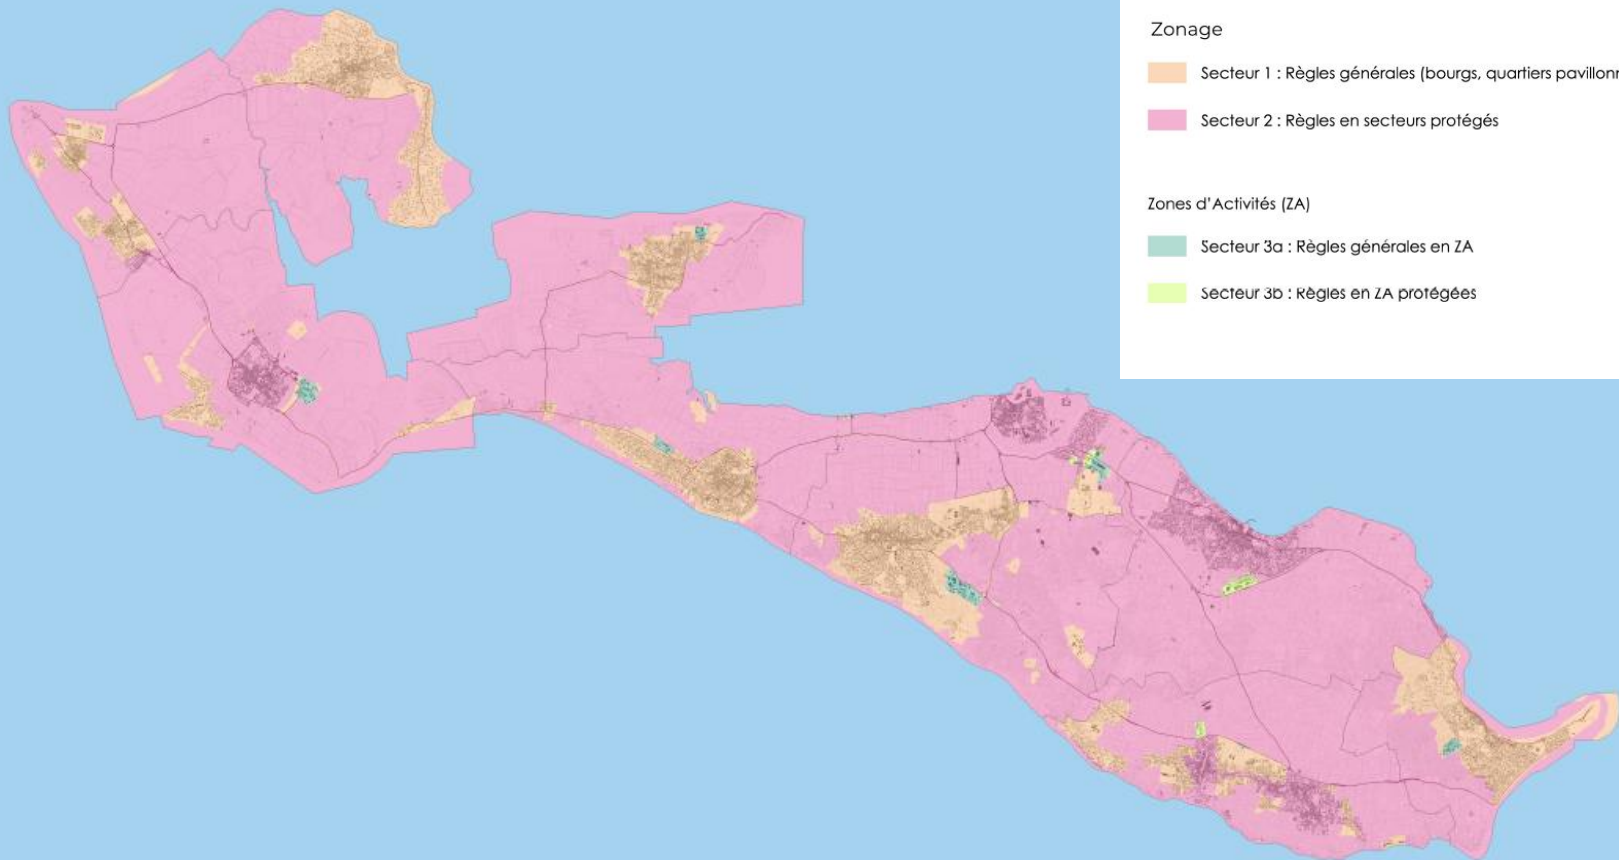 Zonage
Secteur 1 : Règles générales (bourgs, quartiers pavillonn
Secteur 2 : Règles en secteurs protégés
Zones d'Activités (ZA)
Secteur 3a : Règles générales en ZA
Secteur 3b : Règles en ZA protégées